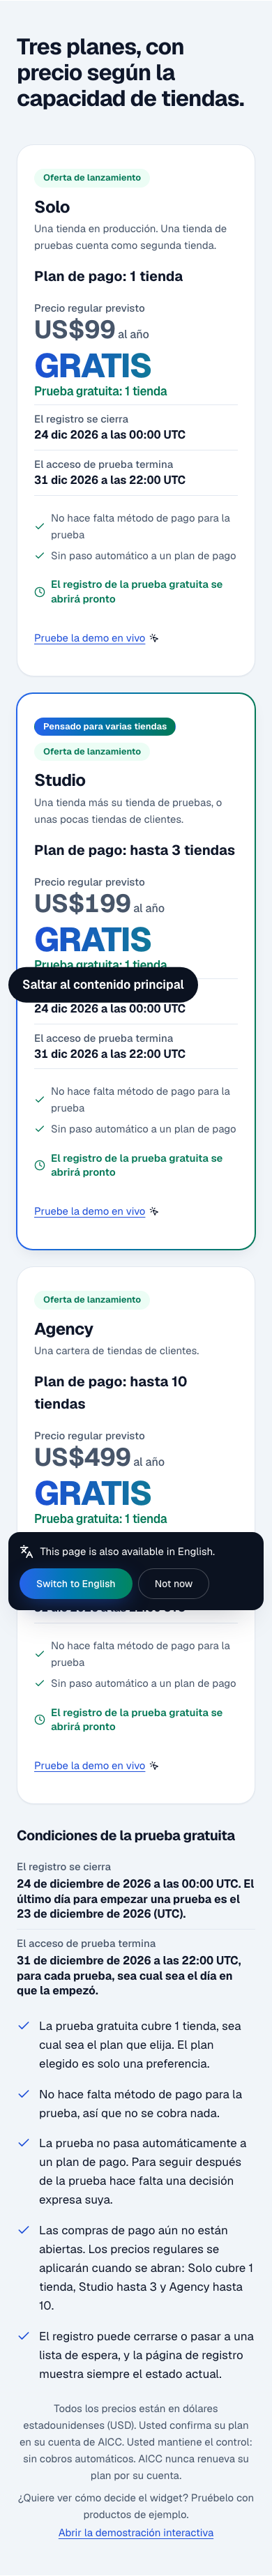 Tres planes, con
precio según la
capacidad de tiendas.
Oferta de lanzamiento
Solo
Una tienda en producción. Una tienda de
pruebas cuenta como segunda tienda.
Plan de pago: 1 tienda
Precio regular previsto
US$99 al año
GRATIS
Prueba gratuita: 1 tienda
El registro se cierra
24 dic 2026 a las 00:00 UTC
El acceso de prueba termina
31 dic 2026 a las 22:00 UTC
No hace falta método de pago para la
prueba
Sin paso automático a un plan de pago
El registro de la prueba gratuita se
abrirá pronto
Pruebe la demo en vivo
Pensado para varias tiendas
Oferta de lanzamiento
Studio
Una tienda más su tienda de pruebas, o
unas pocas tiendas de clientes.
Plan de pago: hasta 3 tiendas
Precio regular previsto
US$199 al año
GRATIS
Prueba gratuita: 1 tienda
Saltar al contenido principal
24 dic 2026 a las 00:00 UTC
El acceso de prueba termina
31 dic 2026 a las 22:00 UTC
No hace falta método de pago para la
prueba
Sin paso automático a un plan de pago
El registro de la prueba gratuita se
abrirá pronto
Pruebe la demo en vivo
Oferta de lanzamiento
Agency
Una cartera de tiendas de clientes.
Plan de pago: hasta 10
tiendas
Precio regular previsto
US$499 al año
GRATIS
Prueba gratuita: 1 tienda
This page is also available in English.
Switch to English
Not now
No hace falta método de pago para la
prueba
Sin paso automático a un plan de pago
El registro de la prueba gratuita se
abrirá pronto
Pruebe la demo en vivo
Condiciones de la prueba gratuita
El registro se cierra
24 de diciembre de 2026 a las 00:00 UTC. El
último día para empezar una prueba es el
23 de diciembre de 2026 (UTC).
El acceso de prueba termina
31 de diciembre de 2026 a las 22:00 UTC,
para cada prueba, sea cual sea el día en
que la empezó.
La prueba gratuita cubre 1 tienda, sea
cual sea el plan que elija. El plan
elegido es solo una preferencia.
No hace falta método de pago para la
prueba, así que no se cobra nada.
La prueba no pasa automáticamente a
un plan de pago. Para seguir después
de la prueba hace falta una decisión
expresa suya.
Las compras de pago aún no están
abiertas. Los precios regulares se
aplicarán cuando se abran: Solo cubre 1
tienda, Studio hasta 3 y Agency hasta
10.
El registro puede cerrarse o pasar a una
lista de espera, y la página de registro
muestra siempre el estado actual.
Todos los precios están en dólares
estadounidenses (USD). Usted confirma su plan
en su cuenta de AICC. Usted mantiene el control:
sin cobros automáticos. AICC nunca renueva su
plan por su cuenta.
¿Quiere ver cómo decide el widget? Pruébelo con
productos de ejemplo.
Abrir la demostración interactiva